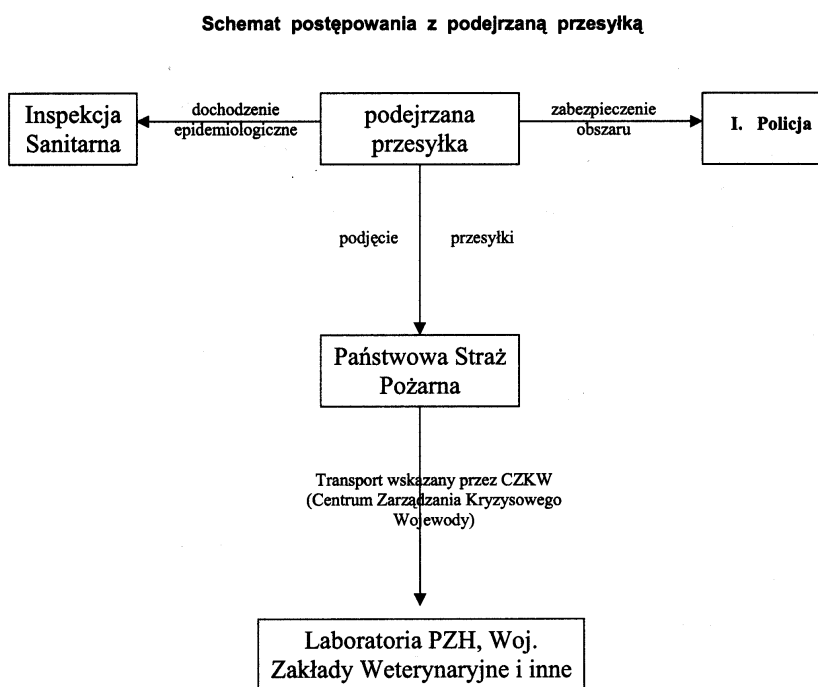 Schemat postępowania z podejrzaną przesyłką
Inspekcja
Sanitarna
dochodzenie
epidemiologiczne
podejrzana
przesyłka
zabezpieczenie
obszaru
I. Policja
podjęcie przesyłki
Państwowa Straż
Pożarna
Transport wskazany przez CZKW
(Centrum Zarządzania Kryzysowego
Wojewody)
Laboratoria PZH, Woj.
Zakłady Weterynaryjne i inne